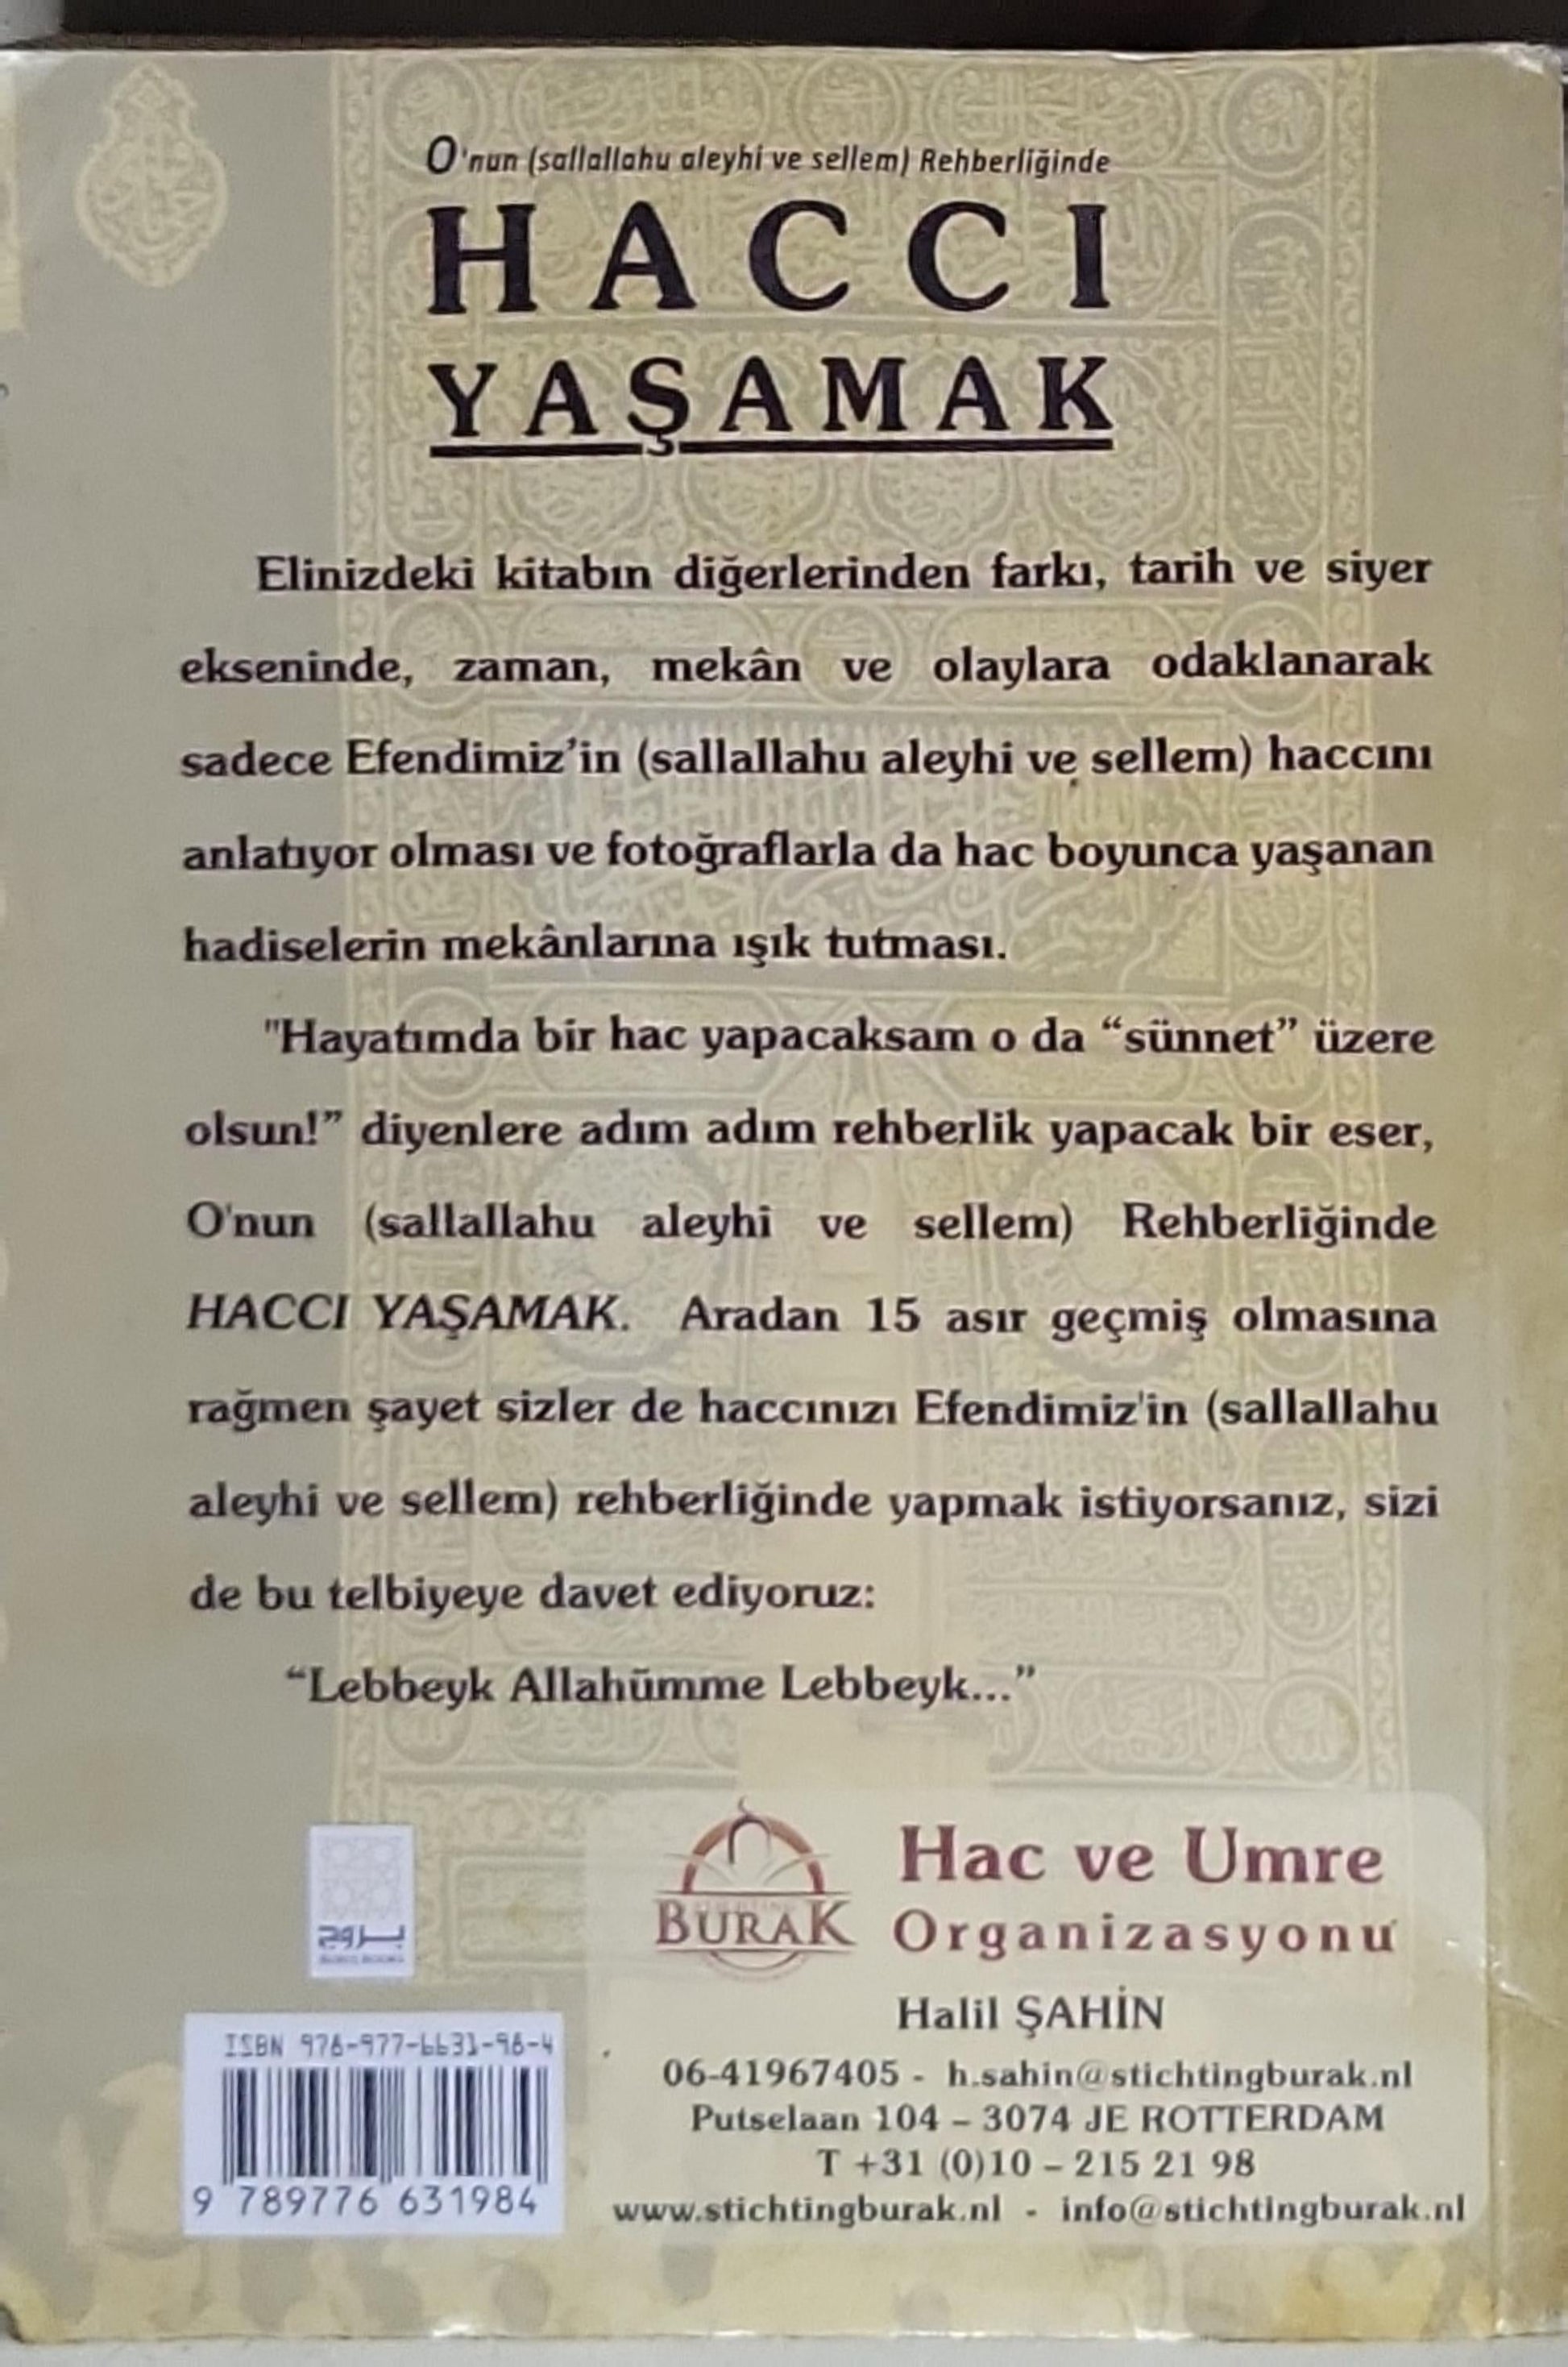 O'nun (sallallahu aleyhi ve sellem) Rehberliğinde
HACCI
YAŞAMAK
Elinizdeki kitabın diğerlerinden farkı, tarih ve siyer
ekseninde, zaman, mekân ve olaylara odaklanarak
sadece Efendimiz'in (sallallahu aleyhi ve sellem) haccını
anlatıyor olması ve fotoğraflarla da hac boyunca yaşanan
hadiselerin mekânlarına ışık tutması.
"Hayatımda bir hac yapacaksam o da “sünnet” üzere
olsun!” diyenlere adım adım rehberlik yapacak bir eser,
O'nun (sallallahu aleyhi ve sellem) Rehberliğinde
HACCI YAŞAMAK. Aradan 15 asır geçmiş olmasına
rağmen şayet sizler de haccınızı Efendimiz'in (sallallahu
aleyhi ve sellem) rehberliğinde yapmak istiyorsanız, sizi
de bu telbiyeye davet ediyoruz:
“Lebbeyk Allahümme Lebbeyk...”
بروج
BURAK
Hac ve Umre
Organizasyonu
Halil ŞAHİN
06-41967405 - h.sahin@stichtingburak.nl
Putselaan 104 – 3074 JE ROTTERDAM
T +31 (0)10 – 215 21 98
www.stichtingburak.nl - info@stichtingburak.nl
ISBN 978-977-6631-98-4
9 789776 631984